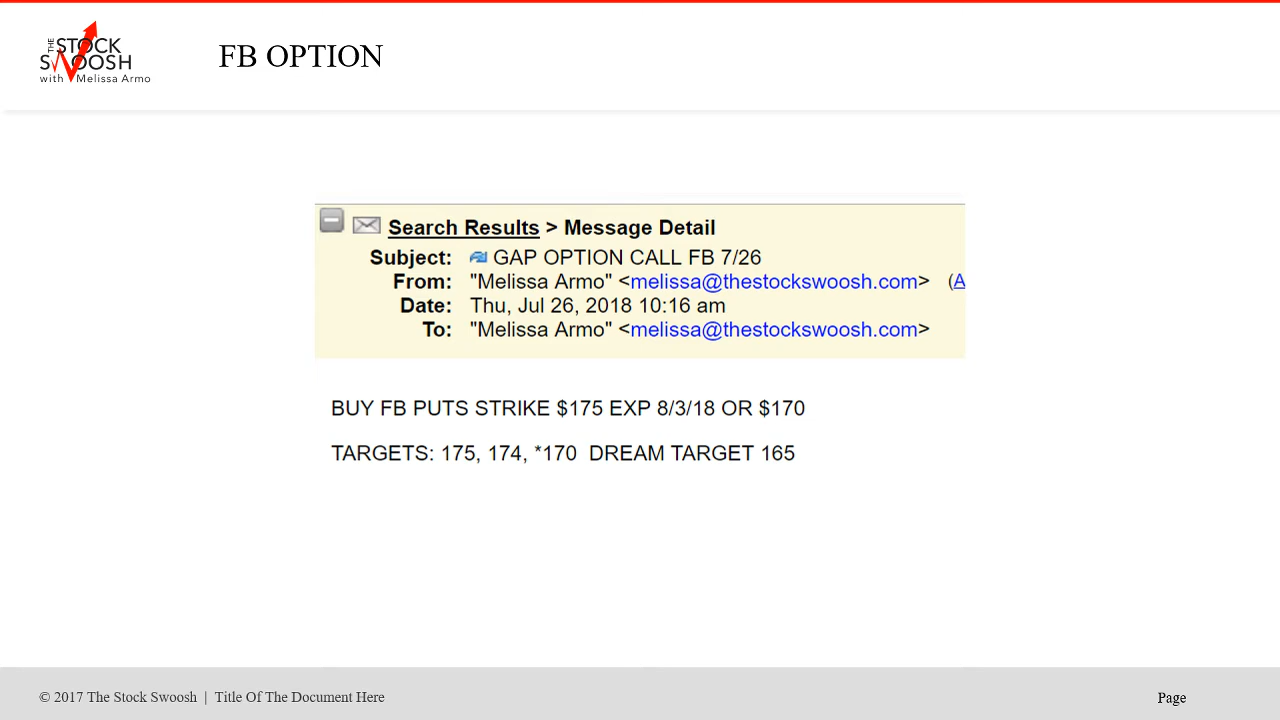 THE STOCK SWOOSH
with Melissa Armo
FB OPTION
Search Results > Message Detail
Subject: GAP OPTION CALL FB 7/26
From: "Melissa Armo" <melissa@thestockswoosh.com> (A
Date: Thu, Jul 26, 2018 10:16 am
To: "Melissa Armo" <melissa@thestockswoosh.com>
BUY FB PUTS STRIKE $175 EXP 8/3/18 OR $170
TARGETS: 175, 174, *170 DREAM TARGET 165
© 2017 The Stock Swoosh | Title Of The Document Here
Page